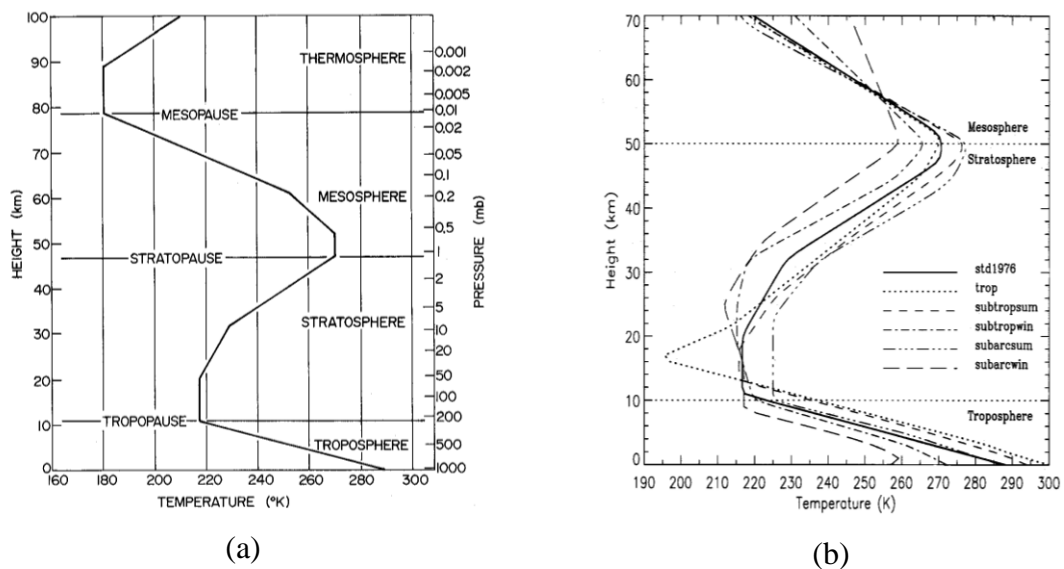 100
90
80
70
60
50
40
30
20
10
0
HEIGHT (km)
THERMOSPHERE
MESOPAUSE
MESOSPHERE
STRATOPAUSE
STRATOSPHERE
TROPOPAUSE
TROPOSPHERE
0.001
0.002
0.005
0.01
0.02
0.05
0.1
0.2
0.5
1
2
5
10
20
50
100
200
500
1000
PRESSURE (mb)
160 180 200 220 240 260 280 300
TEMPERATURE (°K)
(a)
70
60
50
40
30
20
10
0
Height (km)
Mesosphere
Stratosphere
std1976
trop
subtropsum
subtropwin
subarcsum
subarcwin
Troposphere
190 200 210 220 230 240 250 260 270 280 290 300
Temperature (K)
(b)